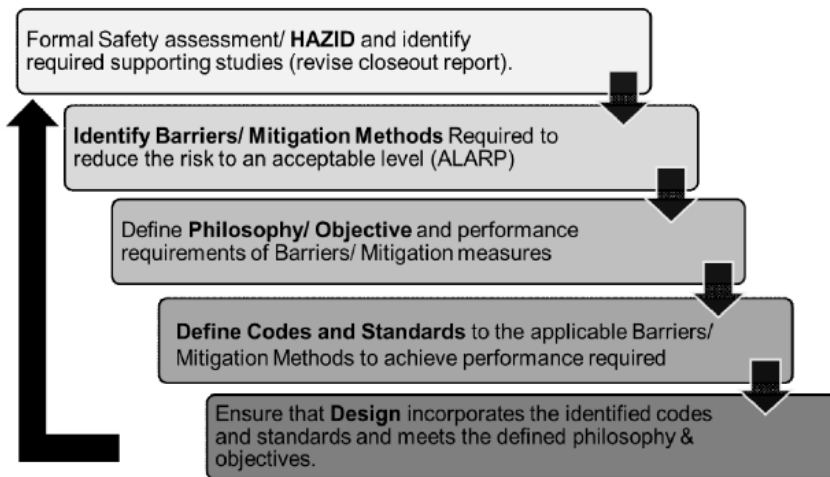 Formal Safety assessment/ HAZID and identify
required supporting studies (revise closeout report).
Identify Barriers/ Mitigation Methods Required to
reduce the risk to an acceptable level (ALARP)
Define Philosophy/ Objective and performance
requirements of Barriers/ Mitigation measures
Define Codes and Standards to the applicable Barriers/
Mitigation Methods to achieve performance required
Ensure that Design incorporates the identified codes
and standards and meets the defined philosophy &
objectives.